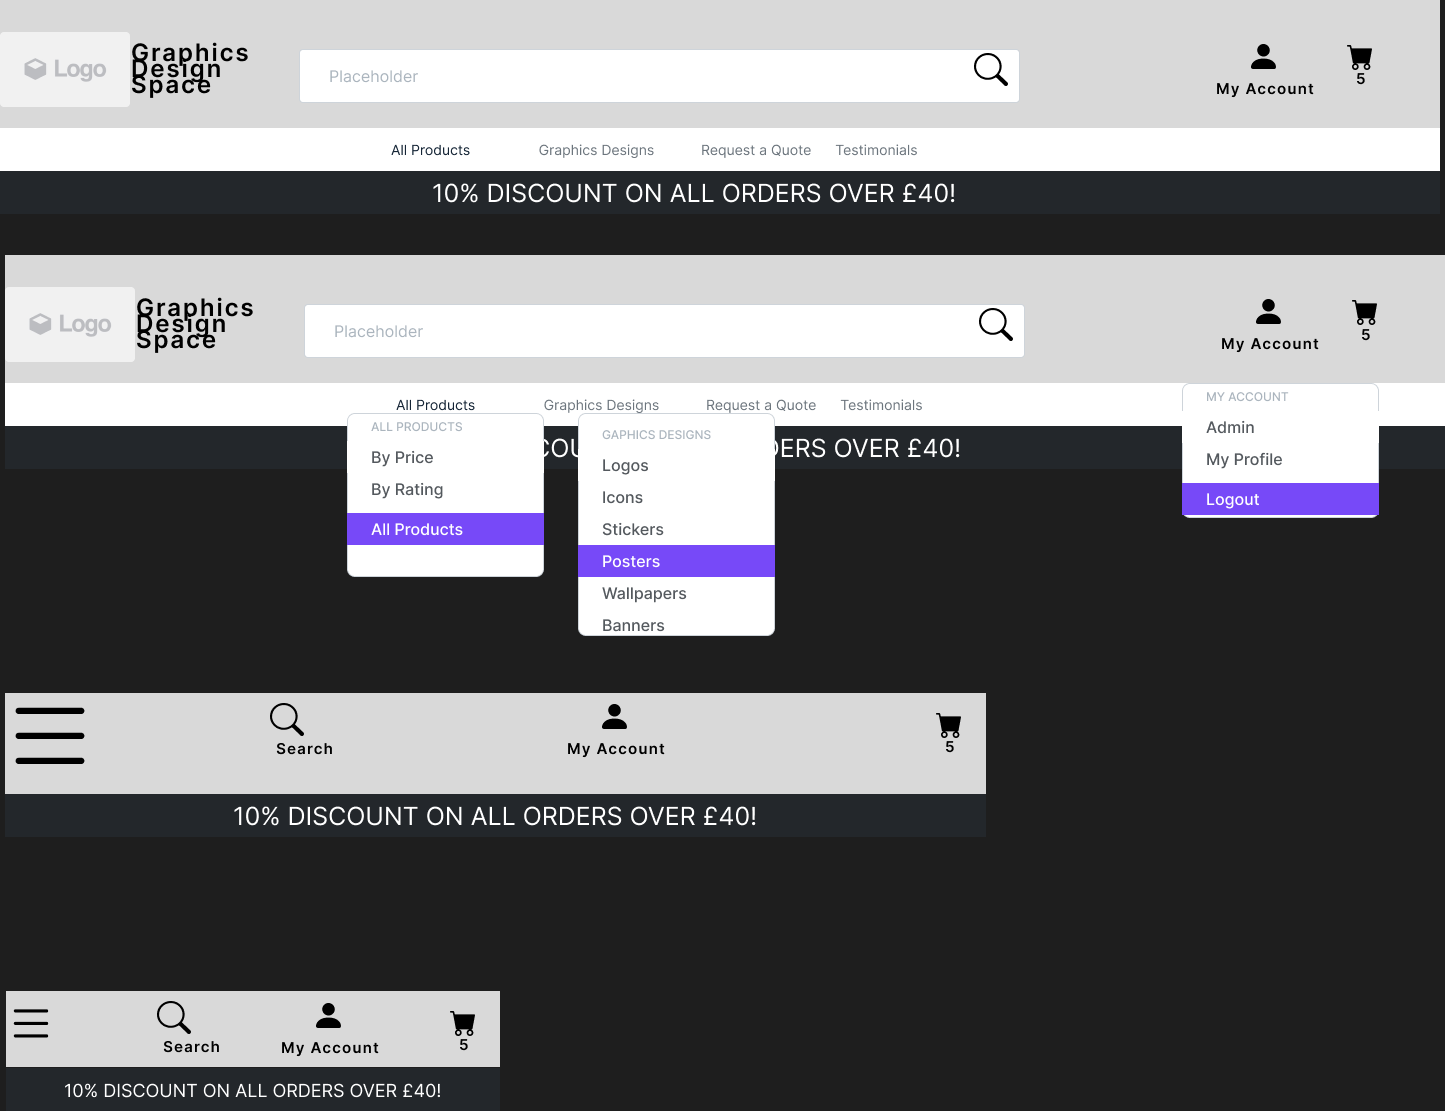 Logo
Graphics
Design
Space
Placeholder
My Account
5
All Products Graphics Designs Request a Quote Testimonials
10% DISCOUNT ON ALL ORDERS OVER £40!
Logo
Graphics
Design
Space
Placeholder
My Account
5
All Products Graphics Designs Request a Quote Testimonials
MY ACCOUNT
Admin
My Profile
Logout
ALL PRODUCTS
By Price
By Rating
All Products
GAPHICS DESIGNS
Logos
Icons
Stickers
Posters
Wallpapers
Banners
OVER £40!
Search
My Account
5
10% DISCOUNT ON ALL ORDERS OVER £40!
Search
My Account
5
10% DISCOUNT ON ALL ORDERS OVER £40!